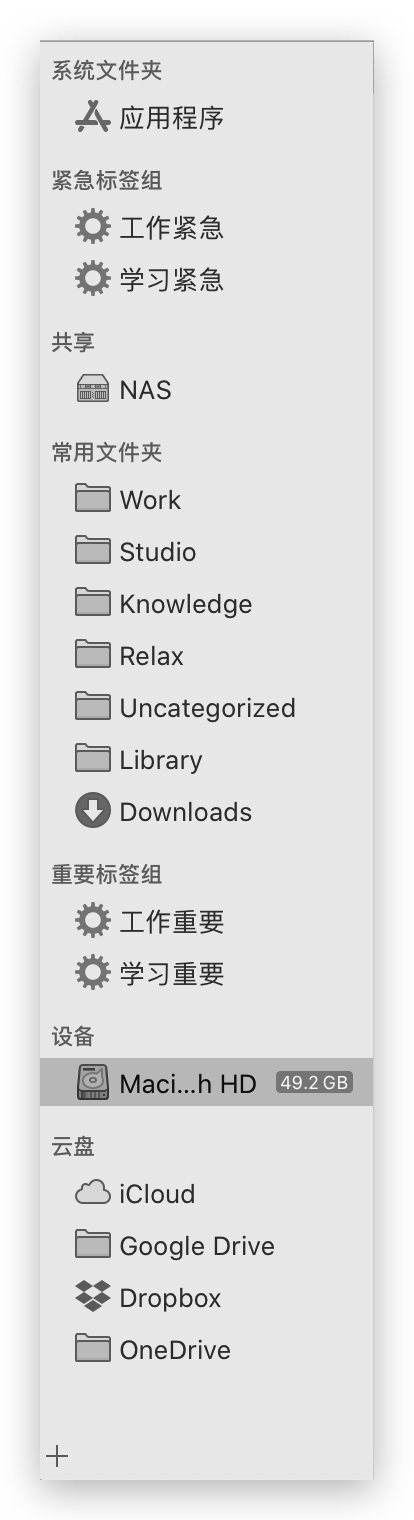 系统文件夹
应用程序
紧急标签组
工作紧急
学习紧急
共享
NAS
常用文件夹
Work
Studio
Knowledge
Relax
Uncategorized
Library
Downloads
重要标签组
工作重要
学习重要
设备
Maci...h HD 49.2 GB
云盘
iCloud
Google Drive
Dropbox
OneDrive